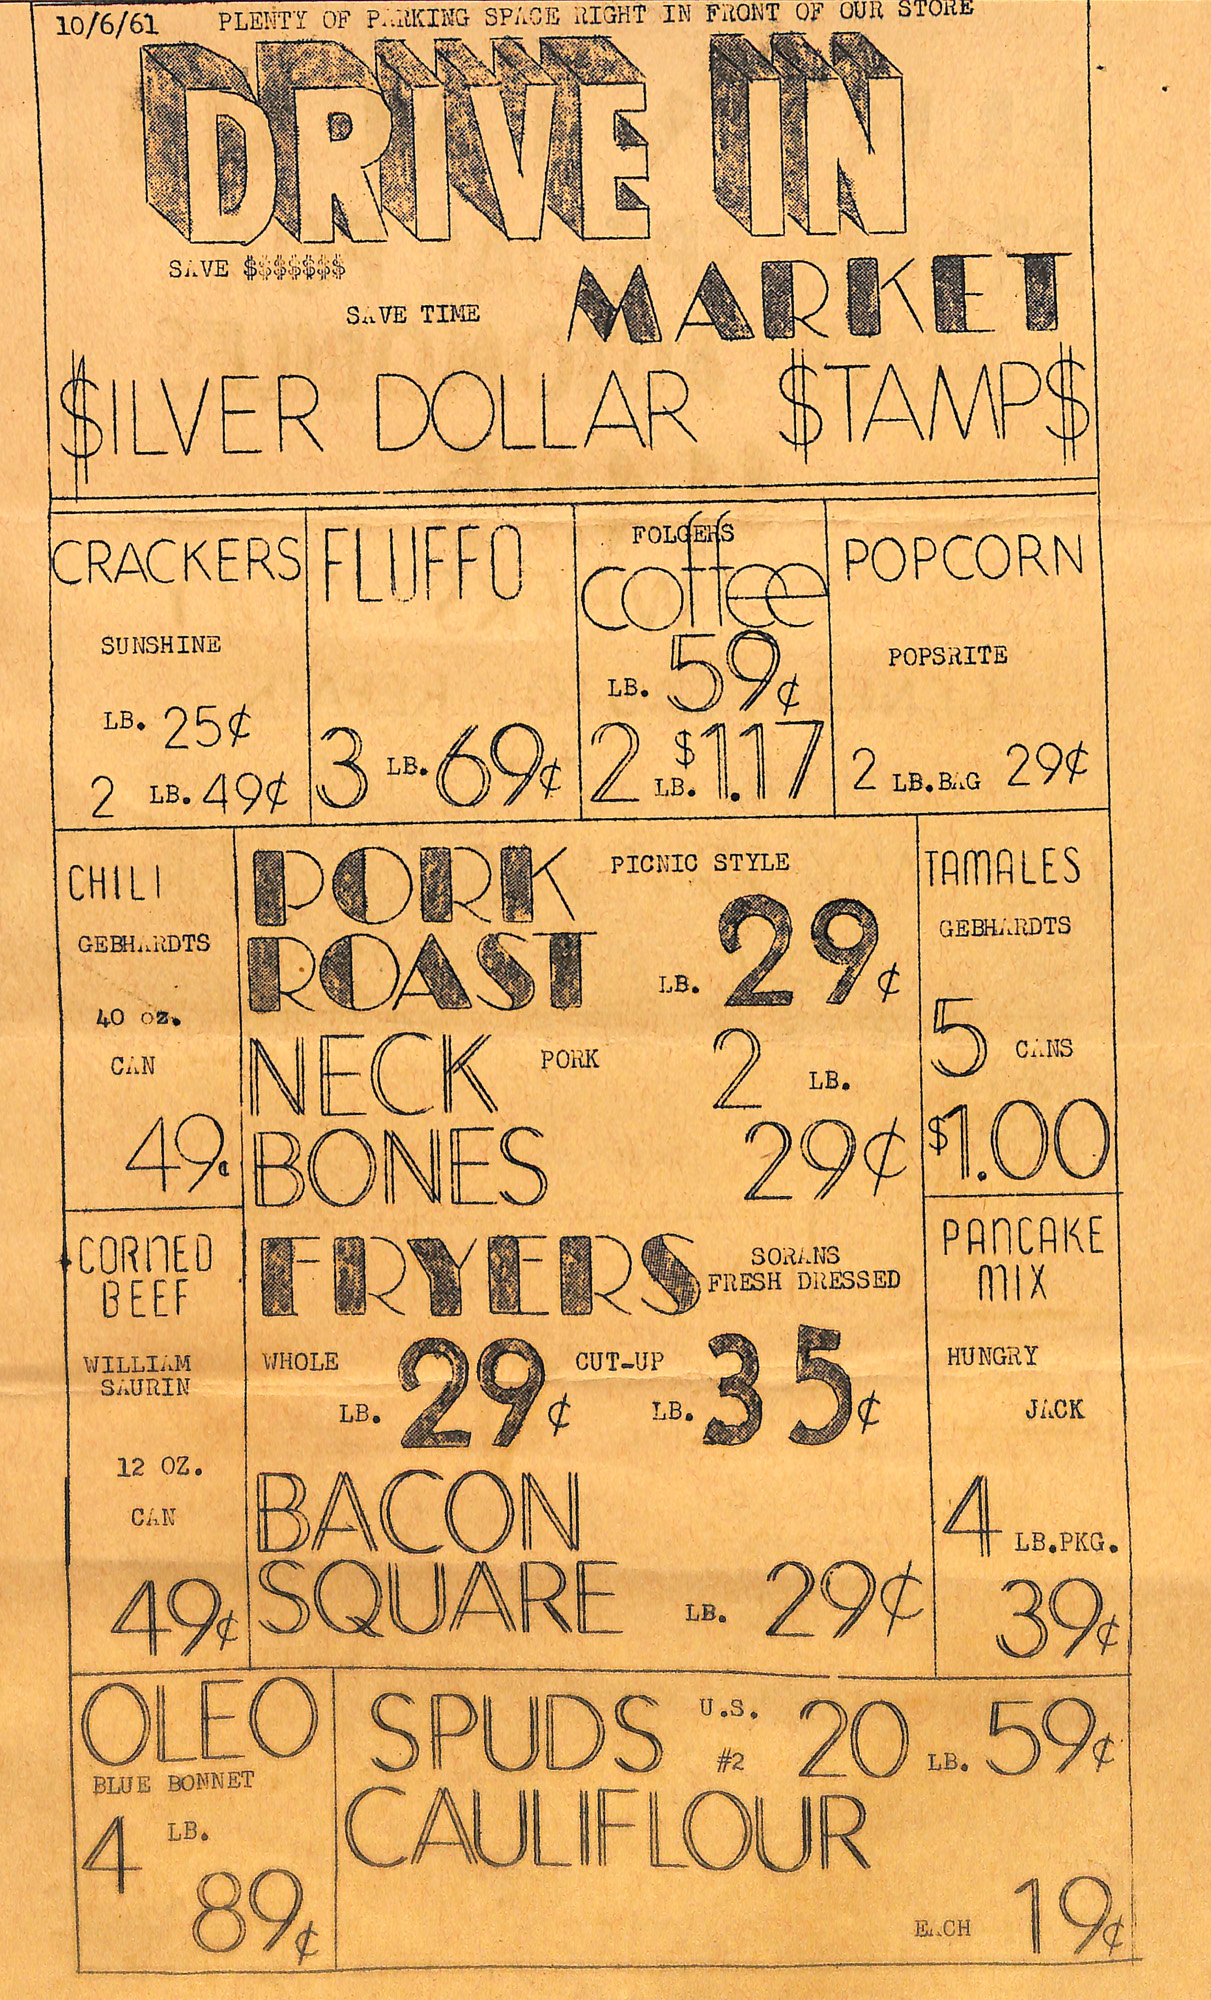 10/6/61 PLENTY OF PARKING SPACE RIGHT IN FRONT OF OUR STORE
DRIVE IN
SAVE $$$$$$$
SAVE TIME
MARKET
$ILVER DOLLAR $TAMP$
CRACKERS
SUNSHINE
LB. 25¢
2 LB. 49¢
FLUFFO
3 LB. 69¢
FOLGERS
coffee
LB. 59¢
2 LB. $1.17
POPCORN
POPSRITE
2 LB. BAG 29¢
CHILI
GEBHARDTS
40 oz.
CAN
49¢
PORK PICNIC STYLE
ROAST LB. 29¢
NECK PORK 2 LB.
BONES 29¢
TAMALES
GEBHARDTS
5 CANS
$1.00
CORNED
BEEF
WILLIAM
SAURIN
12 OZ.
CAN
49¢
FRYERS SORANS
FRESH DRESSED
WHOLE LB. 29¢ CUT-UP LB. 35¢
BACON
SQUARE LB. 29¢
PANCAKE
MIX
HUNGRY
JACK
4 LB.PKG.
39¢
OLEO
BLUE BONNET
4 LB.
89¢
SPUDS U.S. #2 20 LB. 59¢
CAULIFLOUR
EACH 19¢